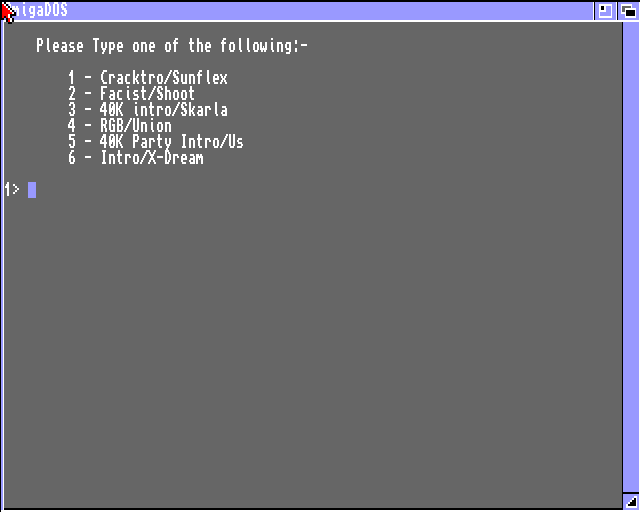 migaDOS
Please Type one of the following:-
1 - Cracktro/Sunflex
2 - Facist/Shoot
3 - 40K intro/Skarla
4 - RGB/Union
5 - 40K Party Intro/Us
6 - Intro/X-Dream
1>